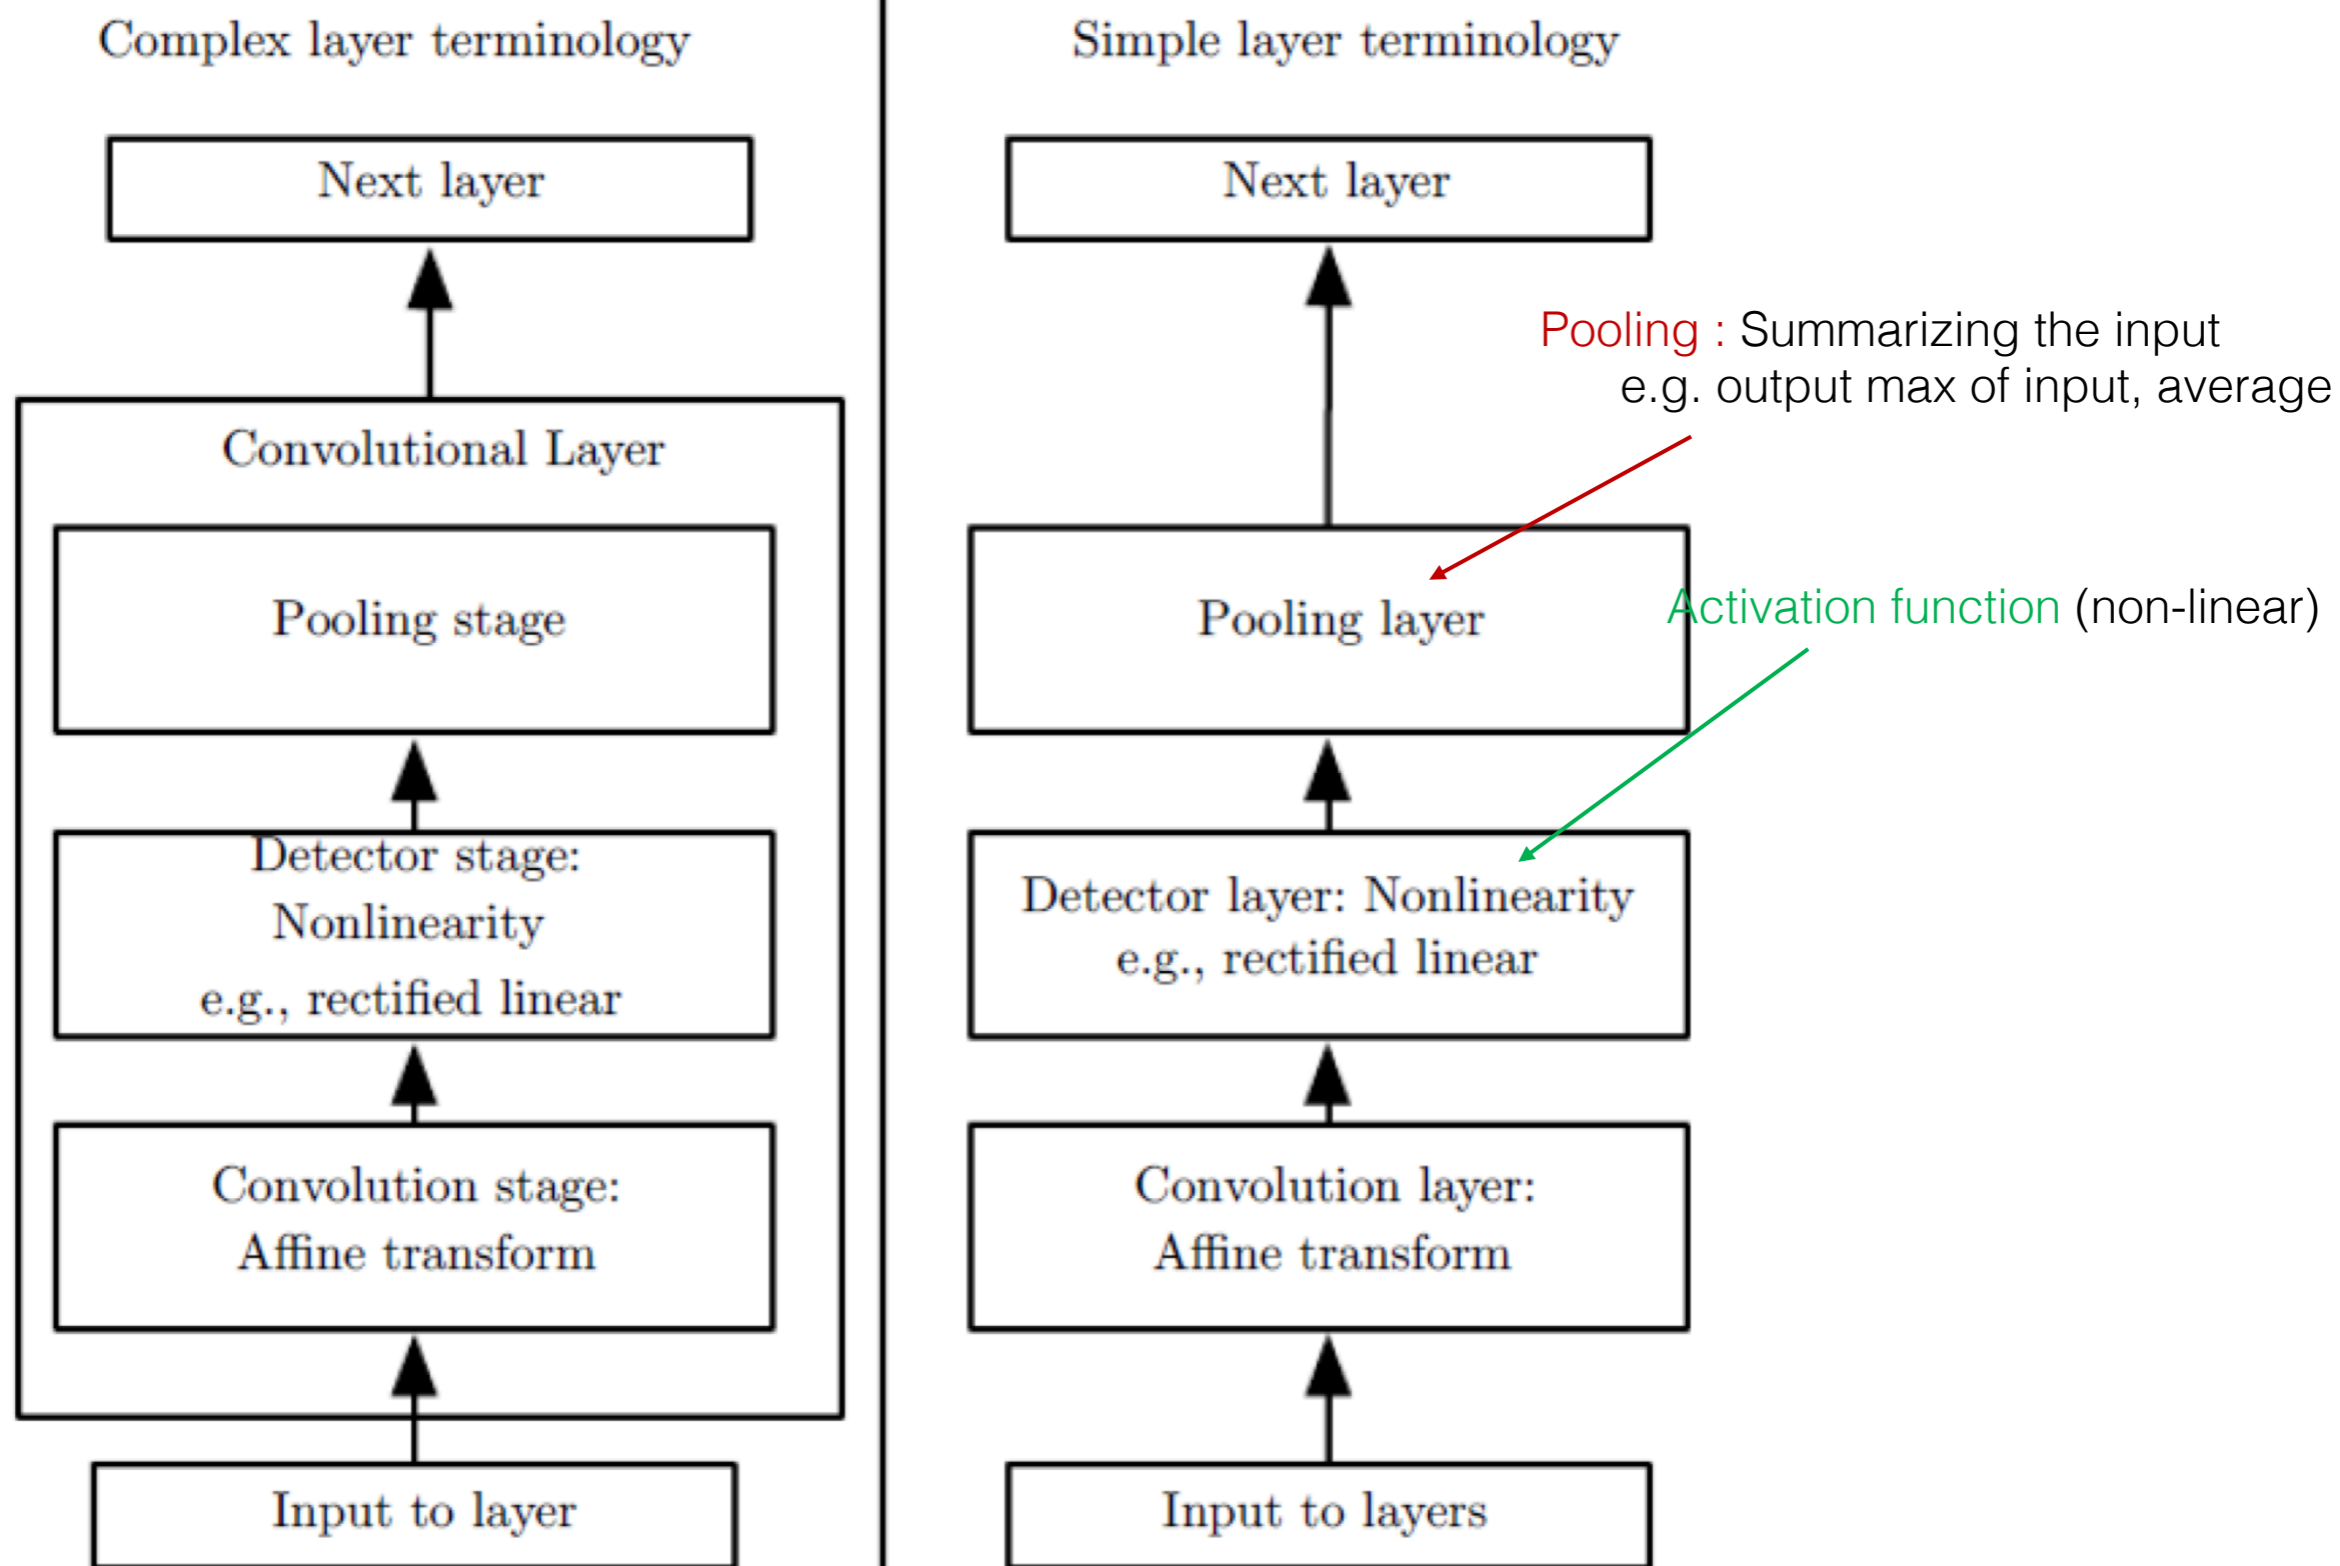 Complex layer terminology
Next layer
Convolutional Layer
Pooling stage
Detector stage:
Nonlinearity
e.g., rectified linear
Convolution stage:
Affine transform
Input to layer
Simple layer terminology
Next layer
Pooling : Summarizing the input
e.g. output max of input, average
Pooling layer
Activation function (non-linear)
Detector layer: Nonlinearity
e.g., rectified linear
Convolution layer:
Affine transform
Input to layers